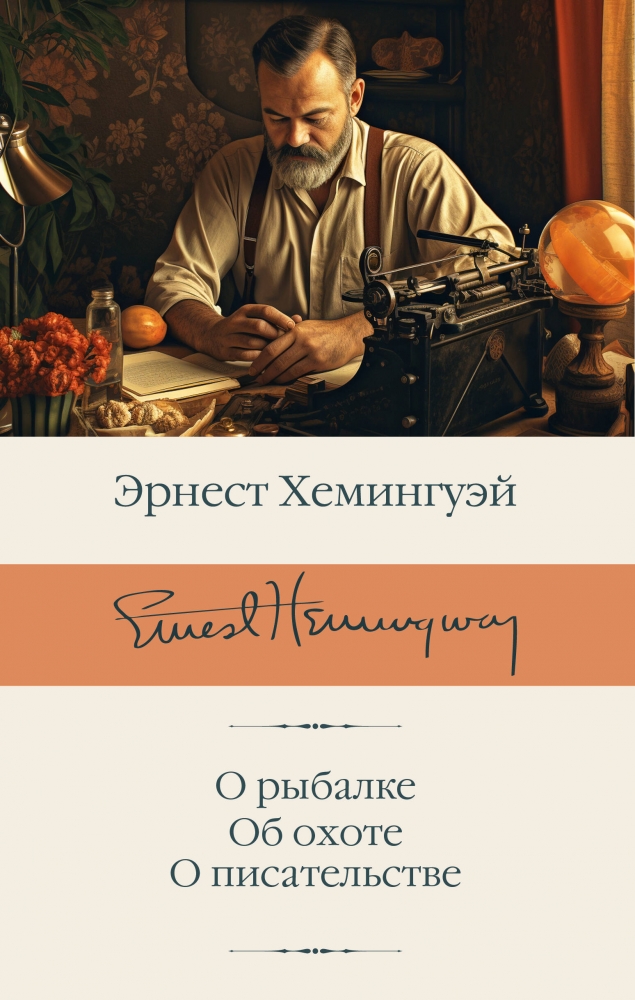 Эрнест Хемингуэй
Ernest Hemingway
О рыбалке
Об охоте
О писательстве